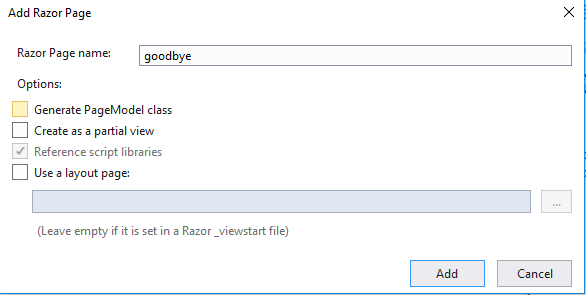 Add Razor Page
Razor Page name: goodbye
Options:
Generate PageModel class
Create as a partial view
Reference script libraries
Use a layout page:
...
(Leave empty if it is set in a Razor _viewstart file)
Add Cancel